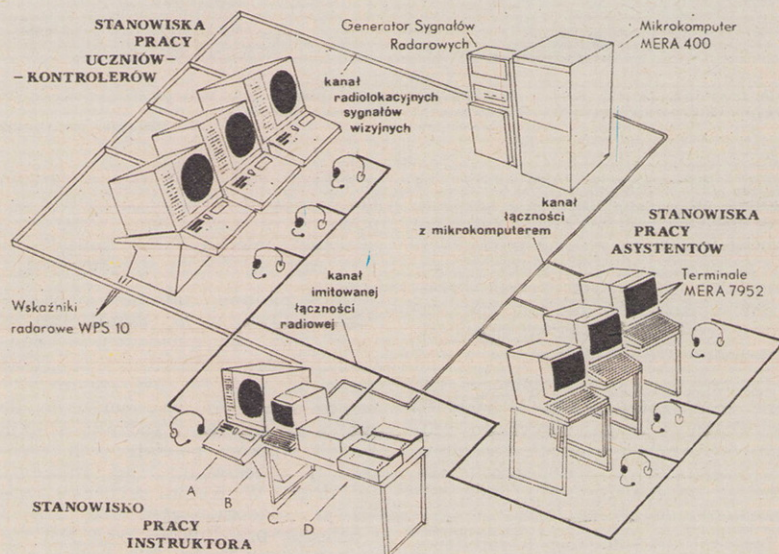 STANOWISKA
PRACY
UCZNIÓW–
–KONTROLERÓW
Generator Sygnałów
Radarowych
Mikrokomputer
MERA 400
kanał
radiolokacyjnych
sygnałów
wizyjnych
kanał
łączności
z mikrokomputerem
STANOWISKA
PRACY
ASYSTENTÓW
Terminale
MERA 7952
Wskaźniki
radarowe WPS 10
kanał
imitowanej
łączności
radiowej
A
B
C
D
STANOWISKO
PRACY
INSTRUKTORA